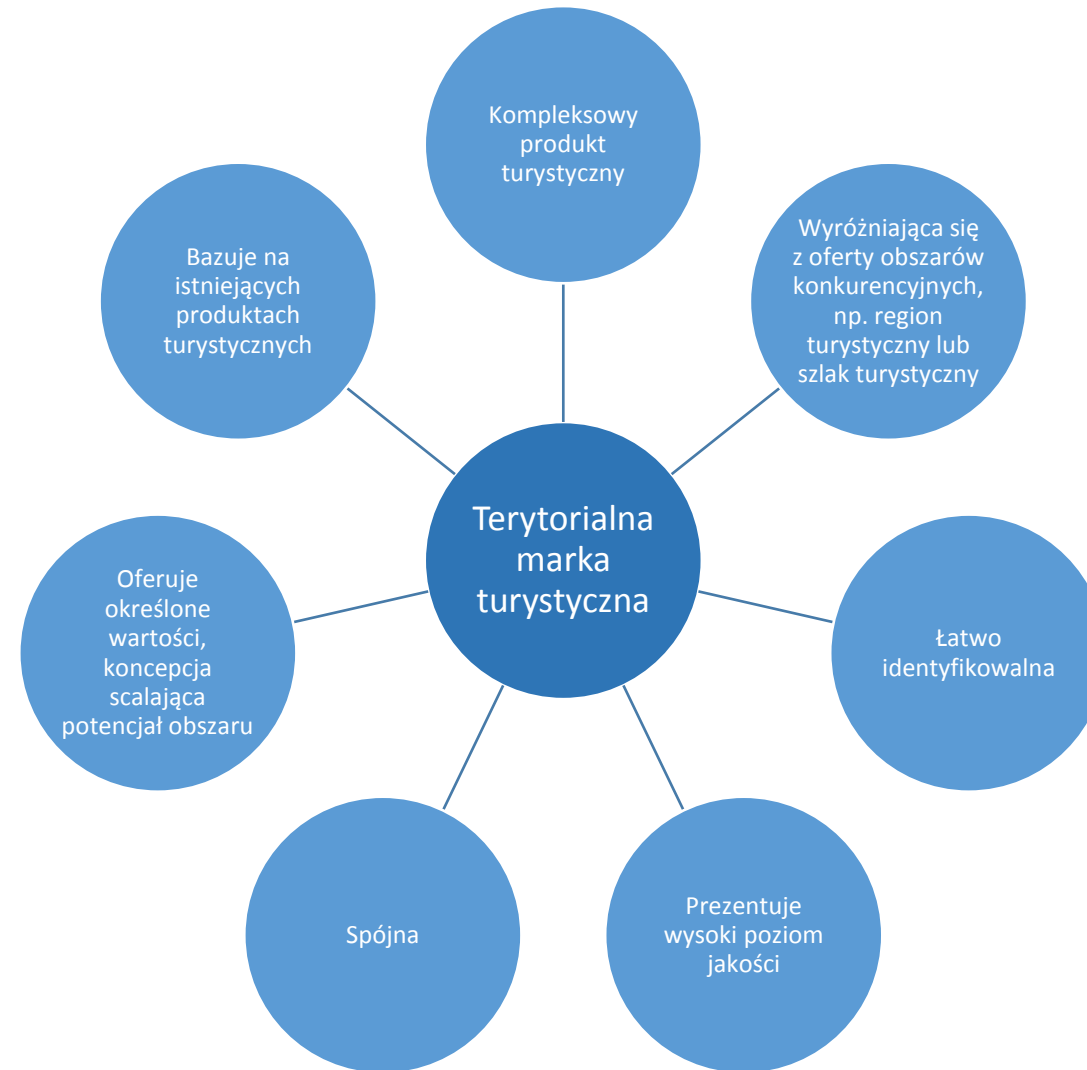 Kompleksowy
produkt
turystyczny
Wyróżniająca się
z oferty obszarów
konkurencyjnych,
np. region
turystyczny lub
szlak turystyczny
Bazuje na
istniejących
produktach
turystycznych
Terytorialna
marka
turystyczna
Oferuje
określone
wartości,
koncepcja
scalająca
potencjał obszaru
Łatwo
identyfikowalna
Spójna
Prezentuje
wysoki poziom
jakości